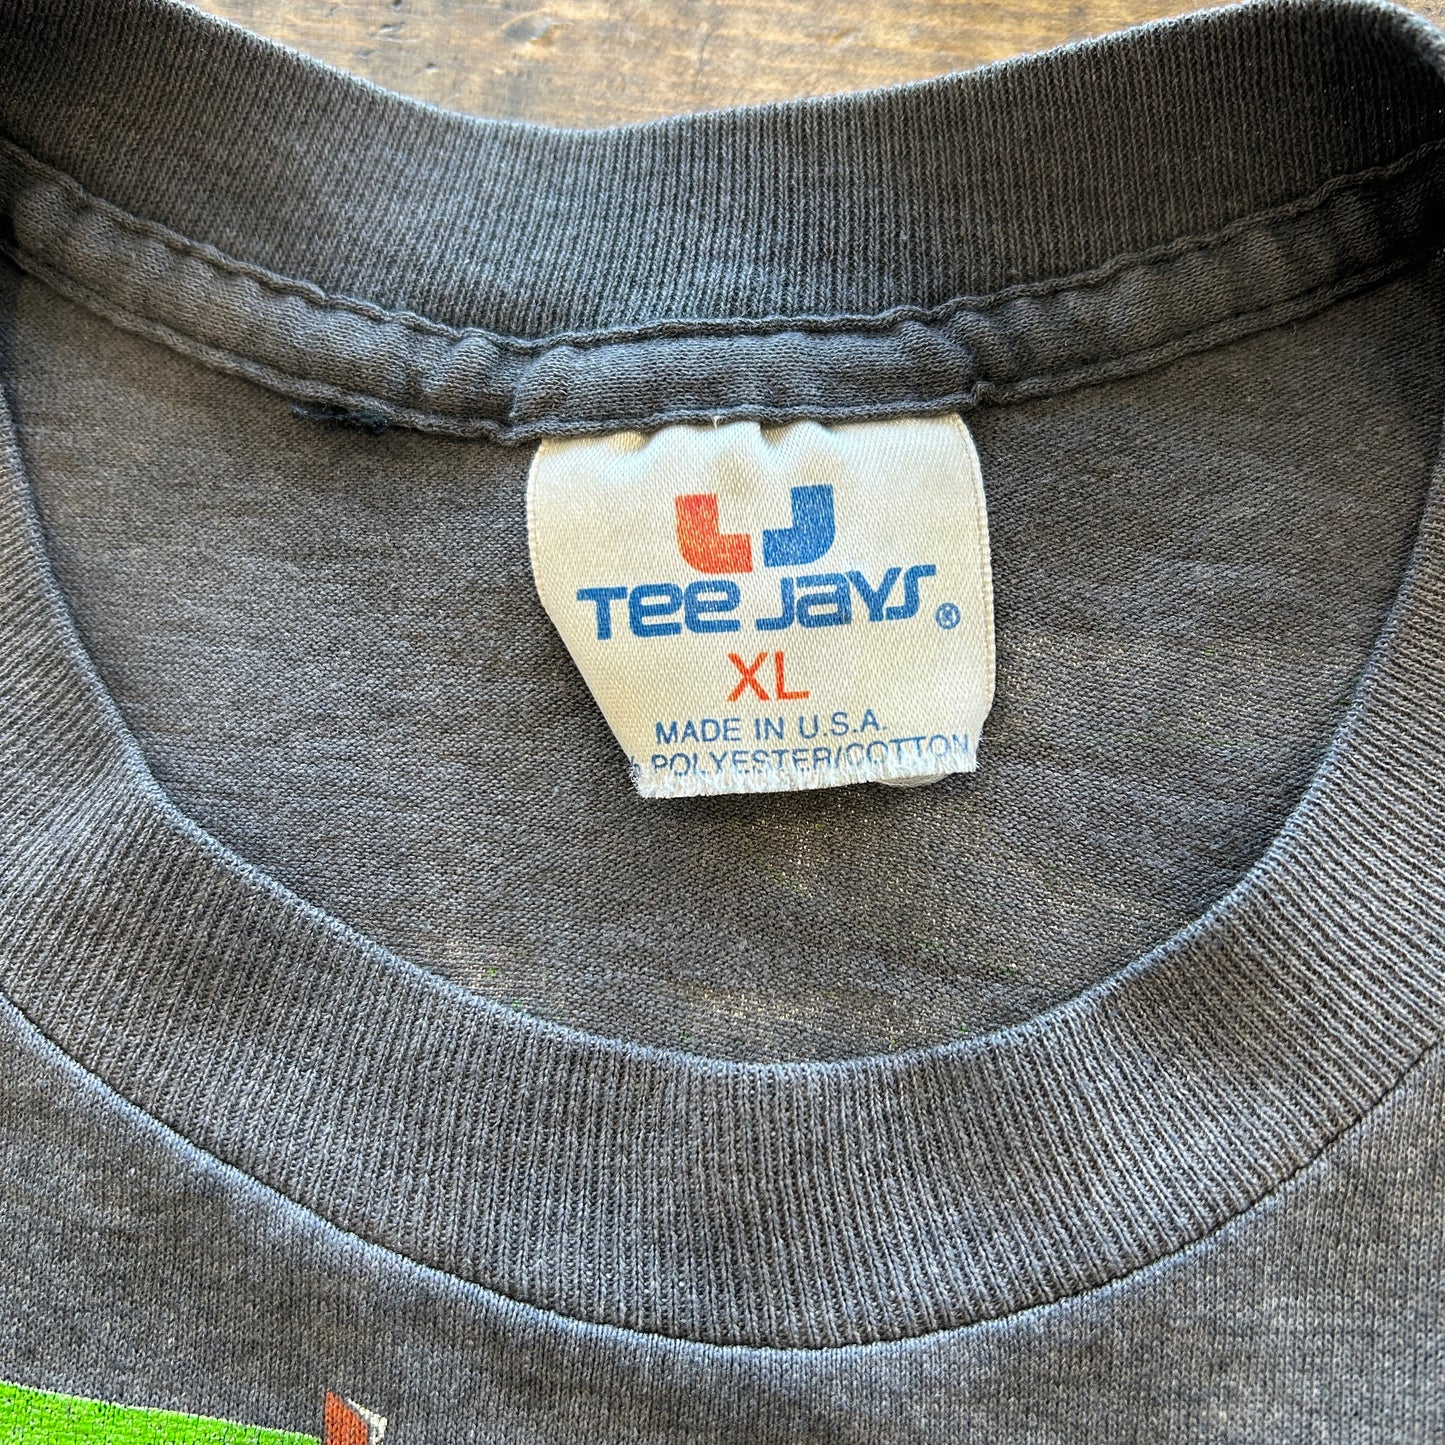 TEE JAYS ®
XL
MADE IN U.S.A.
POLYESTER/COTTON